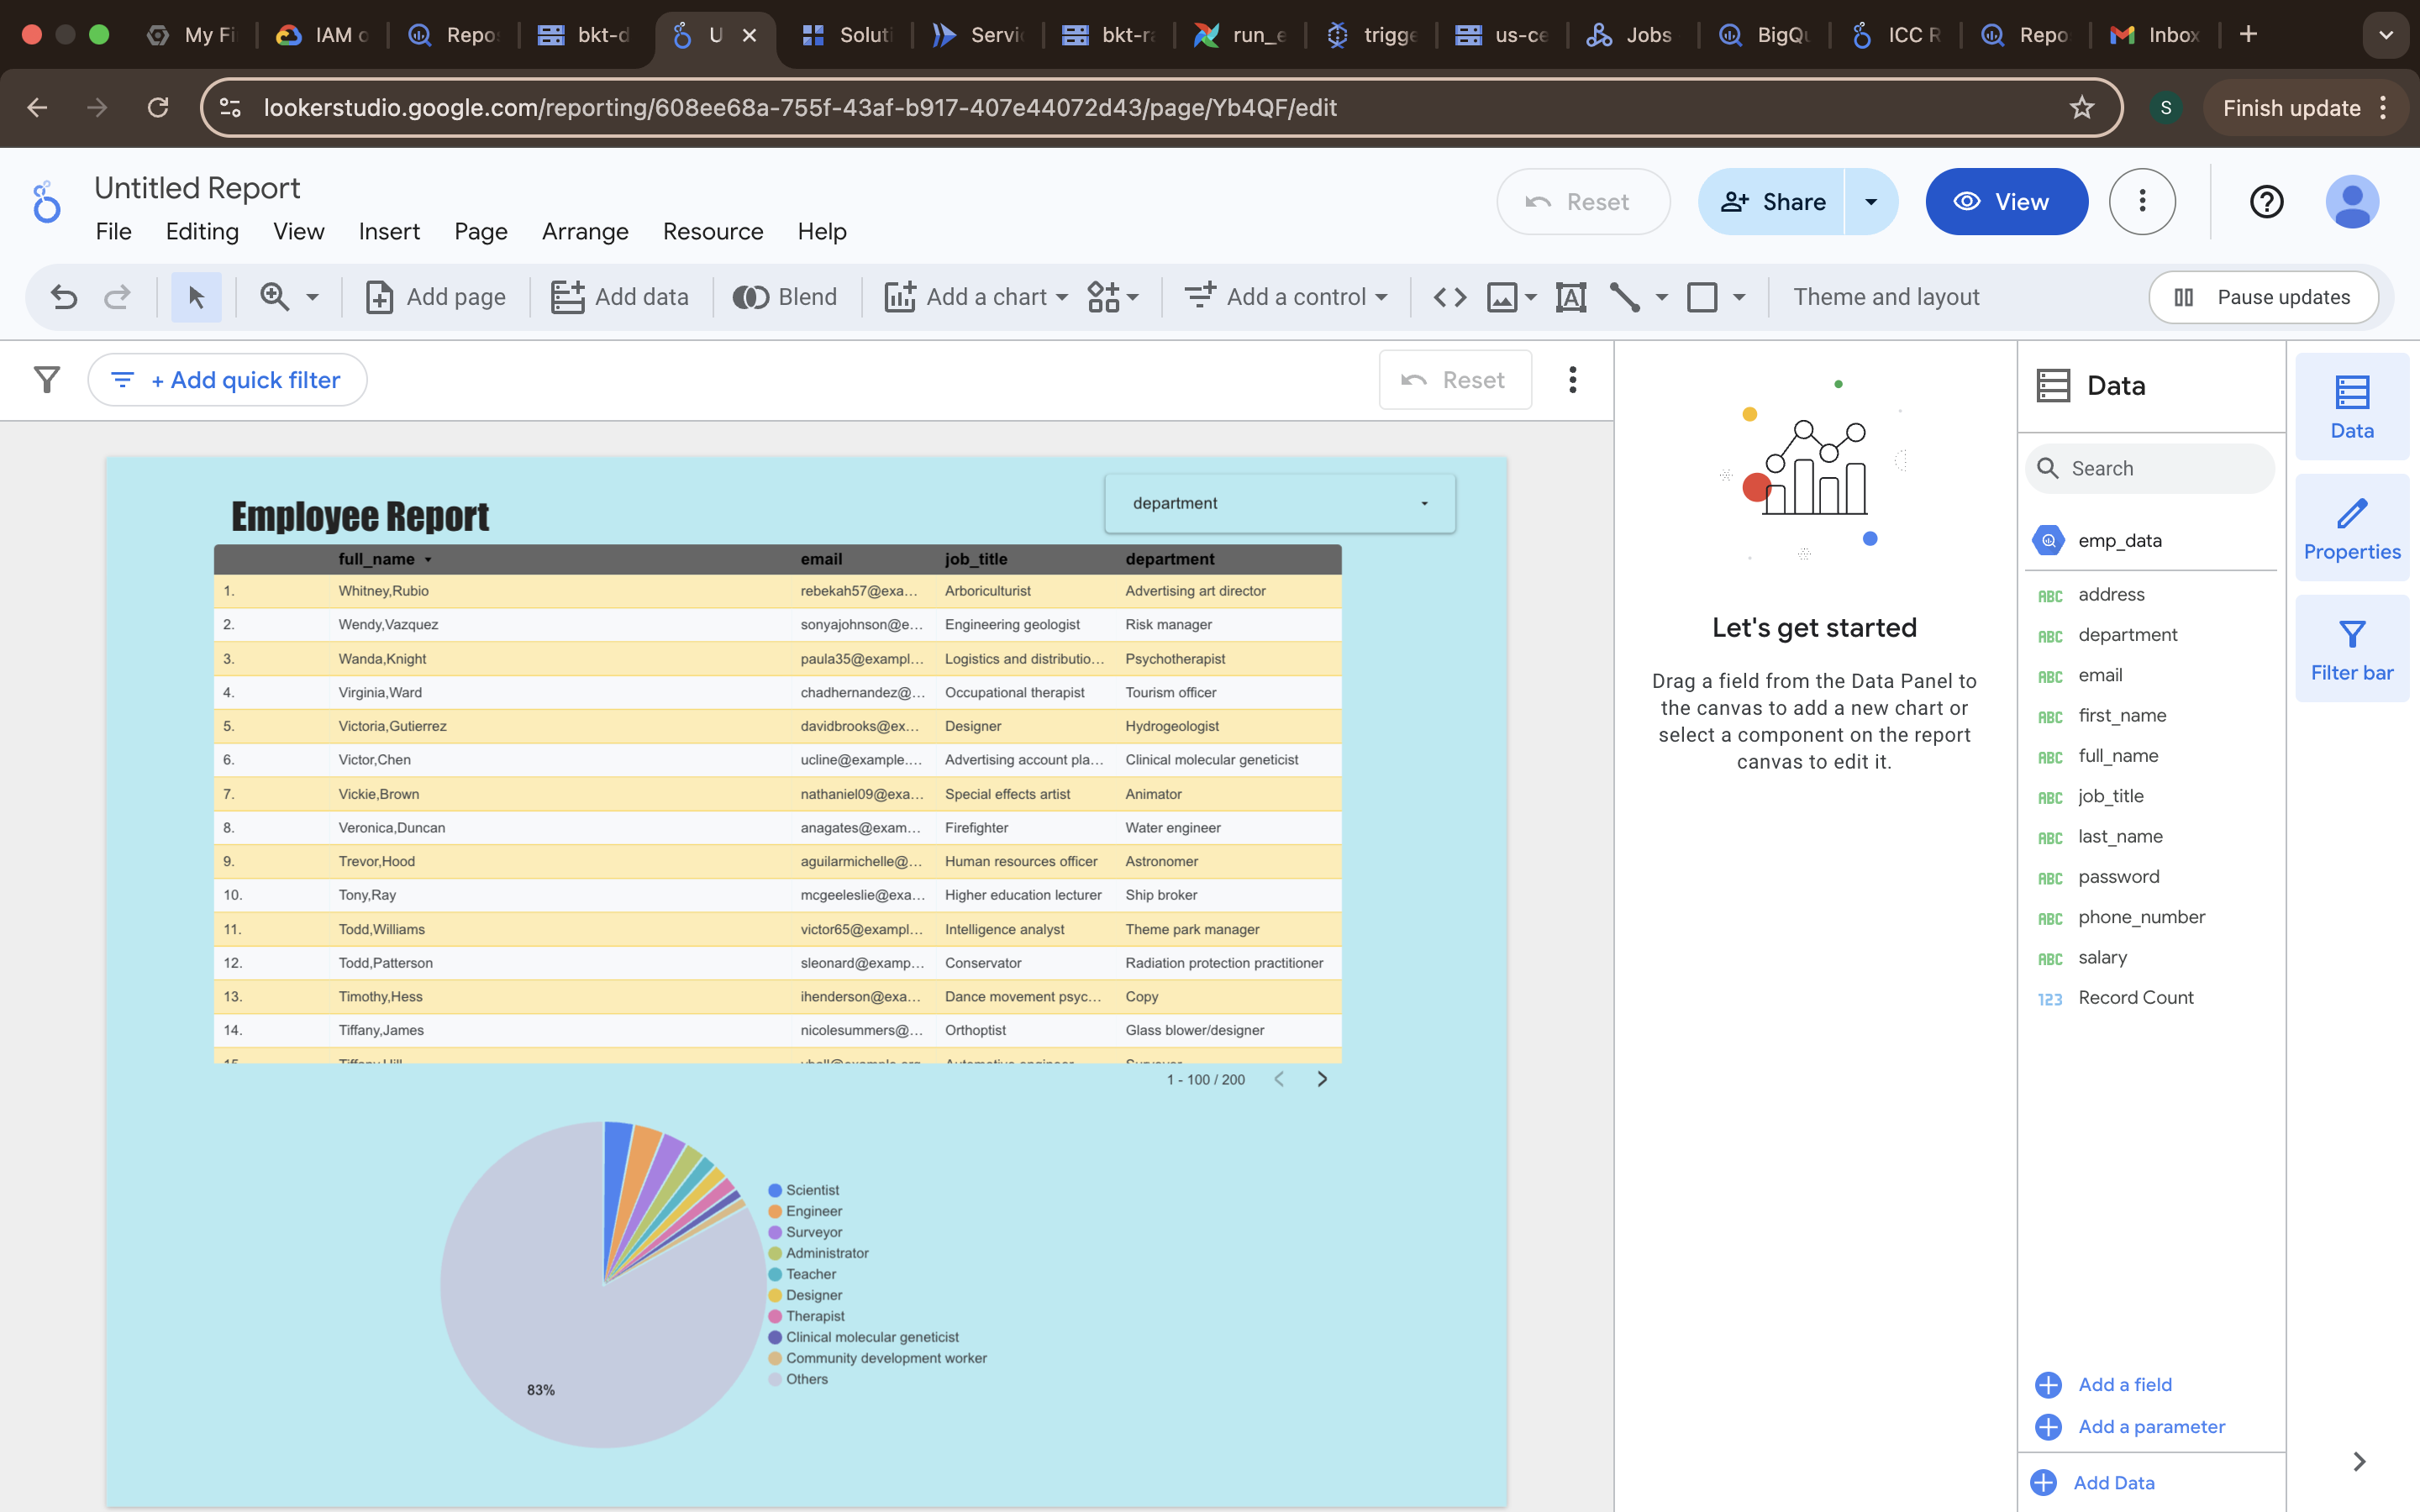 My Fi IAM o Repo: bkt-d U Soluti Servi bkt-ra run_e trigge us-ce Jobs BigQu ICC R Repo Inbox
lookerstudio.google.com/reporting/608ee68a-755f-43af-b917-407e44072d43/page/Yb4QF/edit
S
Finish update
Untitled Report
File Editing View Insert Page Arrange Resource Help
Reset
Share
View
Add page
Add data
Blend
Add a chart
Add a control
Theme and layout
Pause updates
+ Add quick filter
Reset
Employee Report
department
full_name email job_title department
1. Whitney,Rubio rebekah57@exa... Arboriculturist Advertising art director
2. Wendy,Vazquez sonyajohnson@e... Engineering geologist Risk manager
3. Wanda,Knight paula35@exampl... Logistics and distributio... Psychotherapist
4. Virginia,Ward chadhernandez@... Occupational therapist Tourism officer
5. Victoria,Gutierrez davidbrooks@ex... Designer Hydrogeologist
6. Victor,Chen ucline@example.... Advertising account pla... Clinical molecular geneticist
7. Vickie,Brown nathaniel09@exa... Special effects artist Animator
8. Veronica,Duncan anagates@exam... Firefighter Water engineer
9. Trevor,Hood aguilarmichelle@... Human resources officer Astronomer
10. Tony,Ray mcgeeleslie@exa... Higher education lecturer Ship broker
11. Todd,Williams victor65@exampl... Intelligence analyst Theme park manager
12. Todd,Patterson sleonard@examp... Conservator Radiation protection practitioner
13. Timothy,Hess ihenderson@exa... Dance movement psyc... Copy
14. Tiffany,James nicolesummers@... Orthoptist Glass blower/designer
15. Tiffany,Hill Automotive engineer Surveyor
1 - 100 / 200
83%
Scientist
Engineer
Surveyor
Administrator
Teacher
Designer
Therapist
Clinical molecular geneticist
Community development worker
Others
Let's get started
Drag a field from the Data Panel to
the canvas to add a new chart or
select a component on the report
canvas to edit it.
Data
Search
emp_data
ABC address
ABC department
ABC email
ABC first_name
ABC full_name
ABC job_title
ABC last_name
ABC password
ABC phone_number
ABC salary
123 Record Count
Add a field
Add a parameter
Add Data
Data
Properties
Filter bar